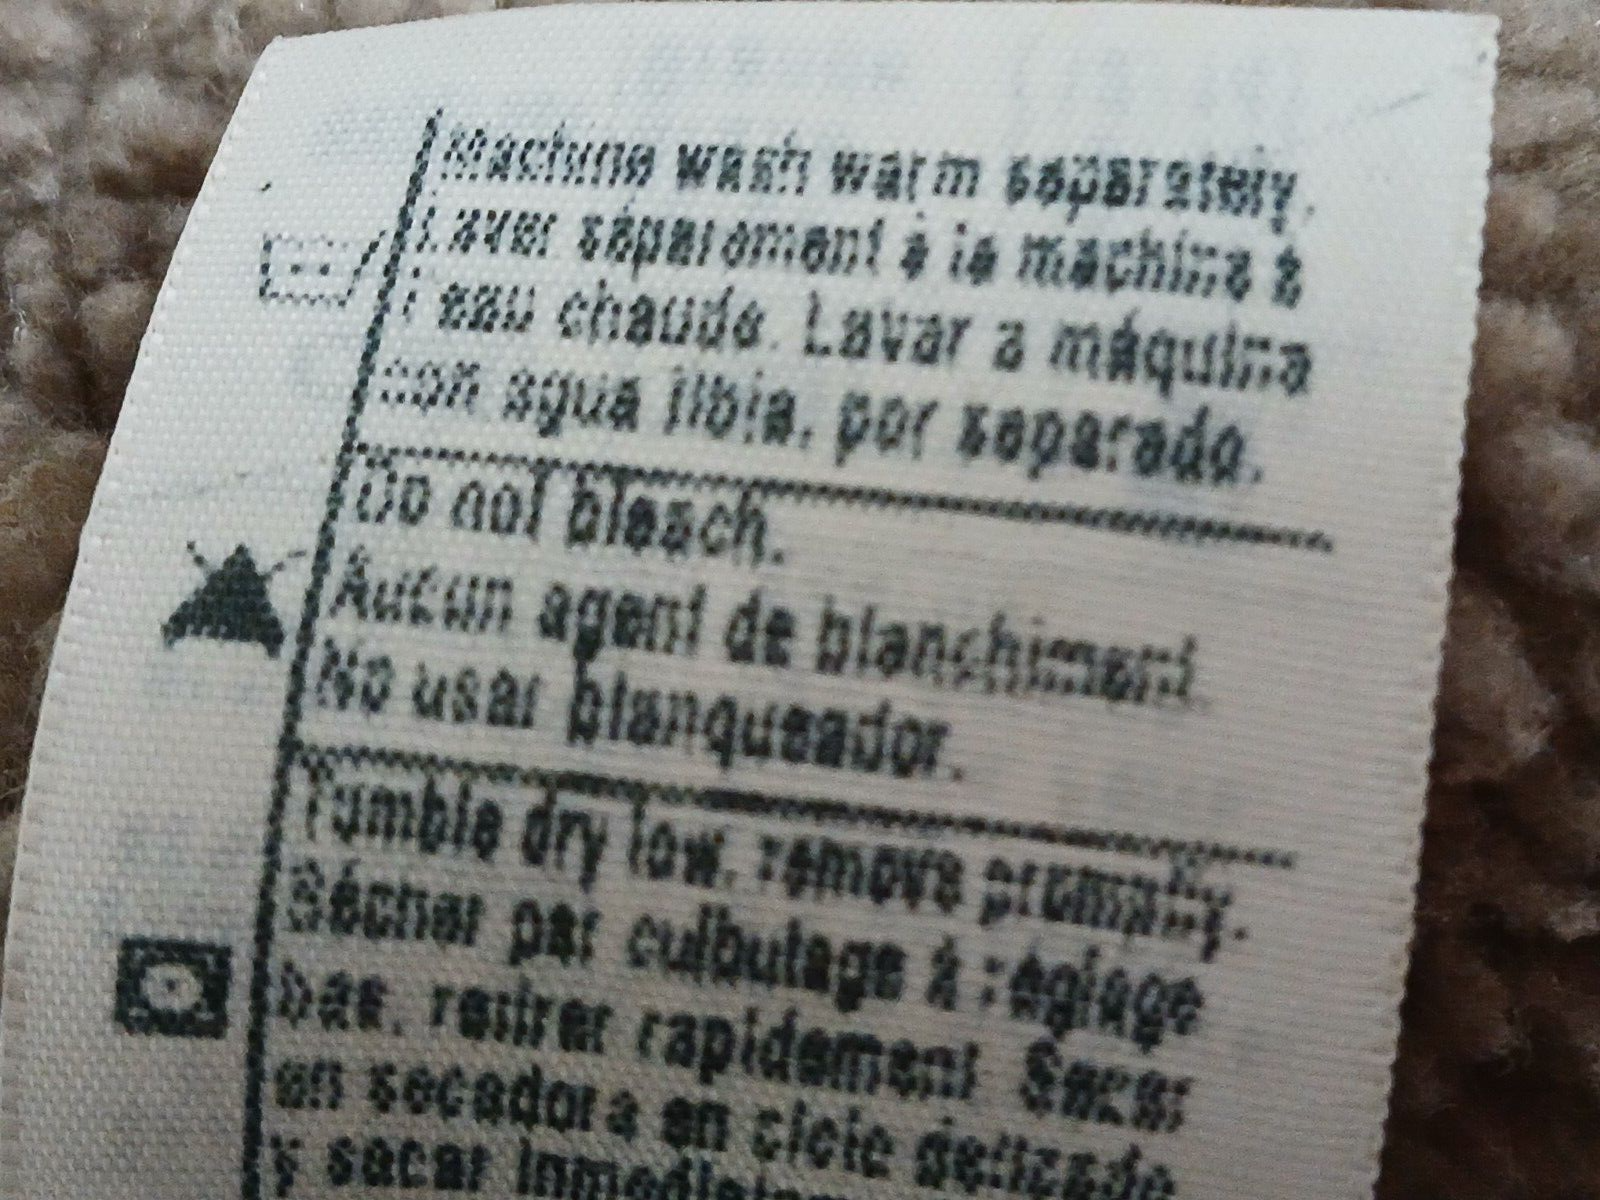 Machine wash warm separately.
Laver séparement à la machine à
l'eau chaude. Lavar a máquina
con agua tibia, por separado.
Do not bleach.
Aucun agent de blanchiment.
No usar blanqueador.
Tumble dry low, remove promptly.
Sécher par culbutage à réglage
bas, retirer rapidement. Secar
en secadora en ciclo
y sacar